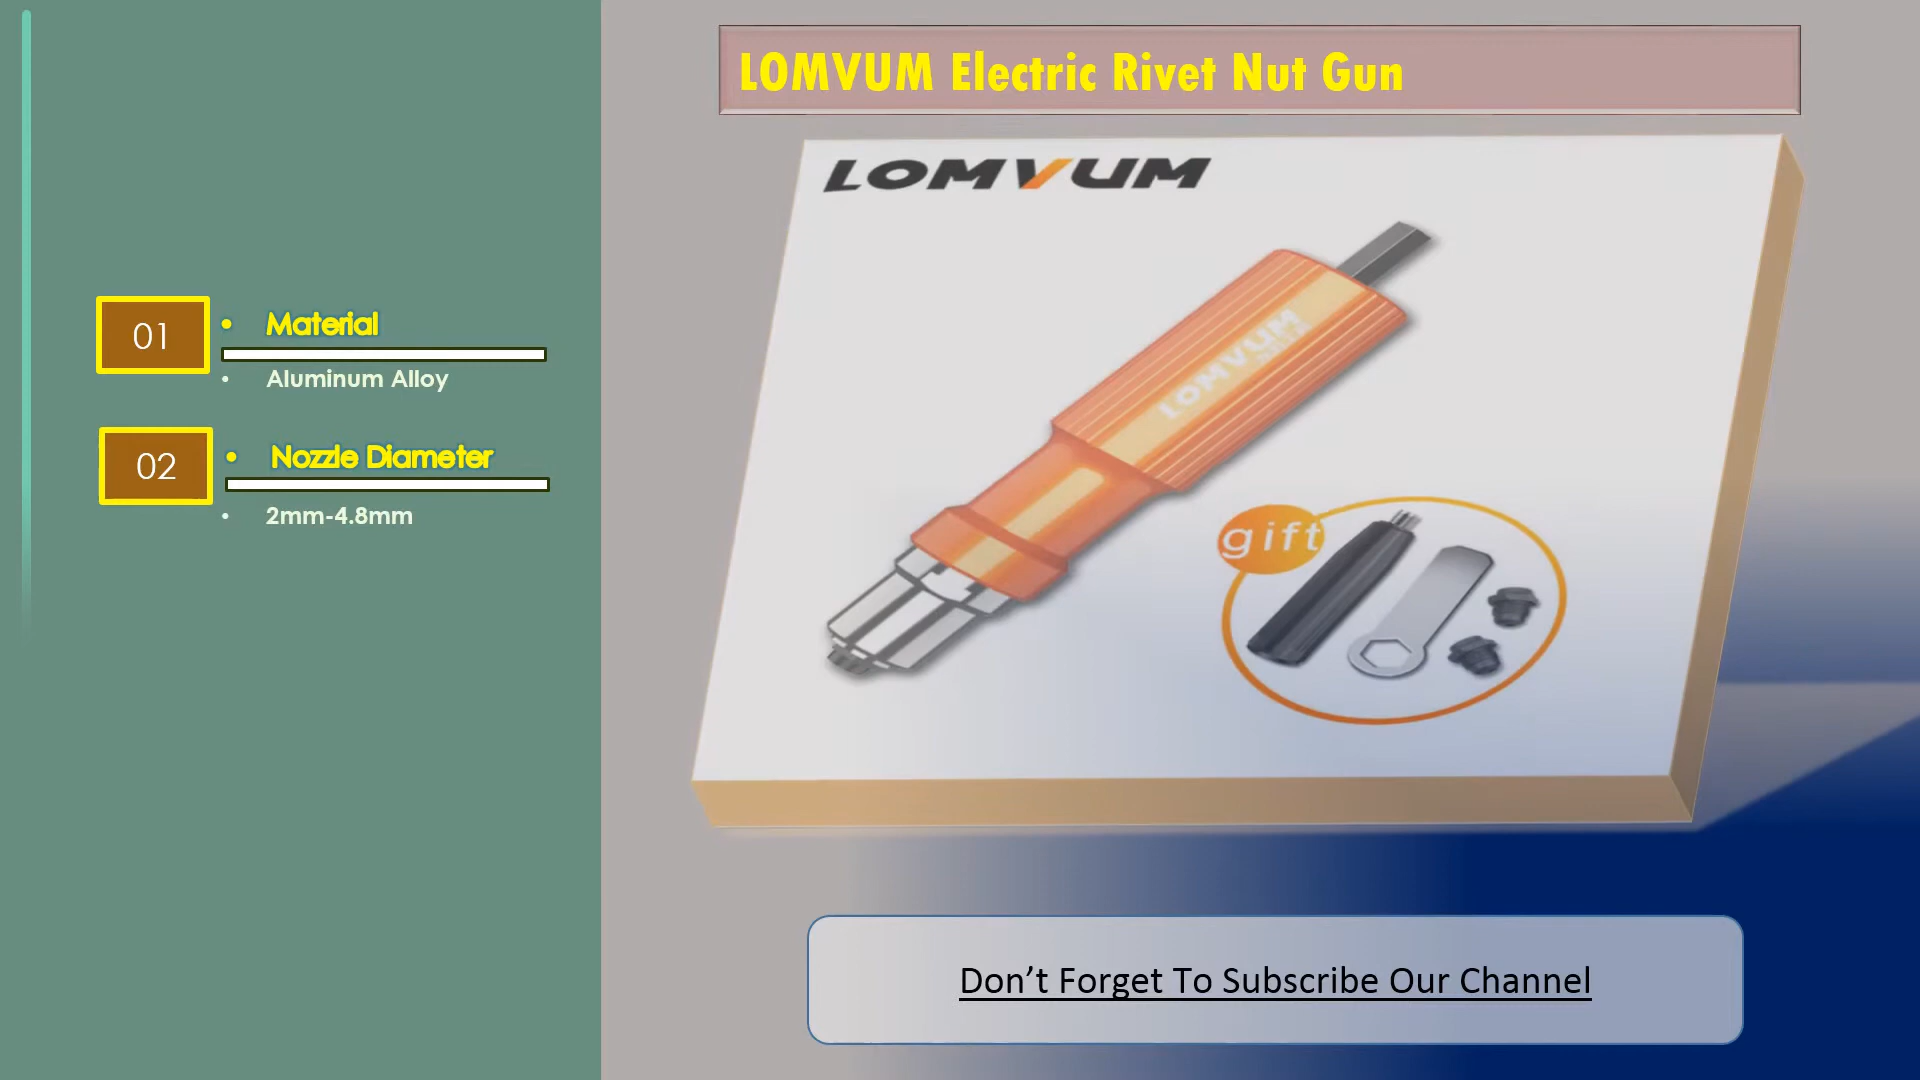 LOMVUM Electric Rivet Nut Gun
LOMVUM
LOMVUM
gift
01
• Material
• Aluminum Alloy
02
• Nozzle Diameter
• 2mm-4.8mm
Don’t Forget To Subscribe Our Channel